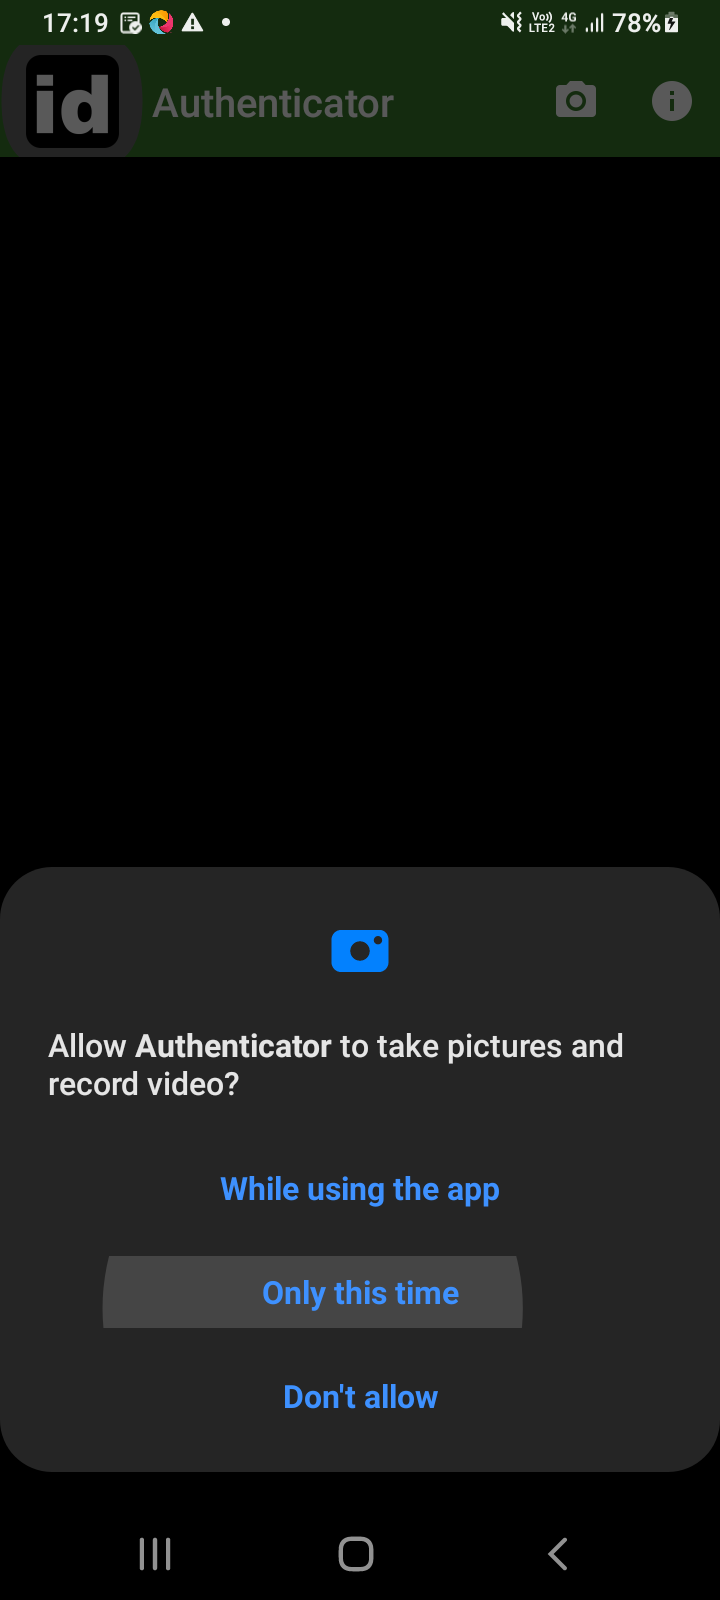 17:19
Vo)) 4G
LTE2
78%
id Authenticator
Allow Authenticator to take pictures and
record video?
While using the app
Only this time
Don't allow